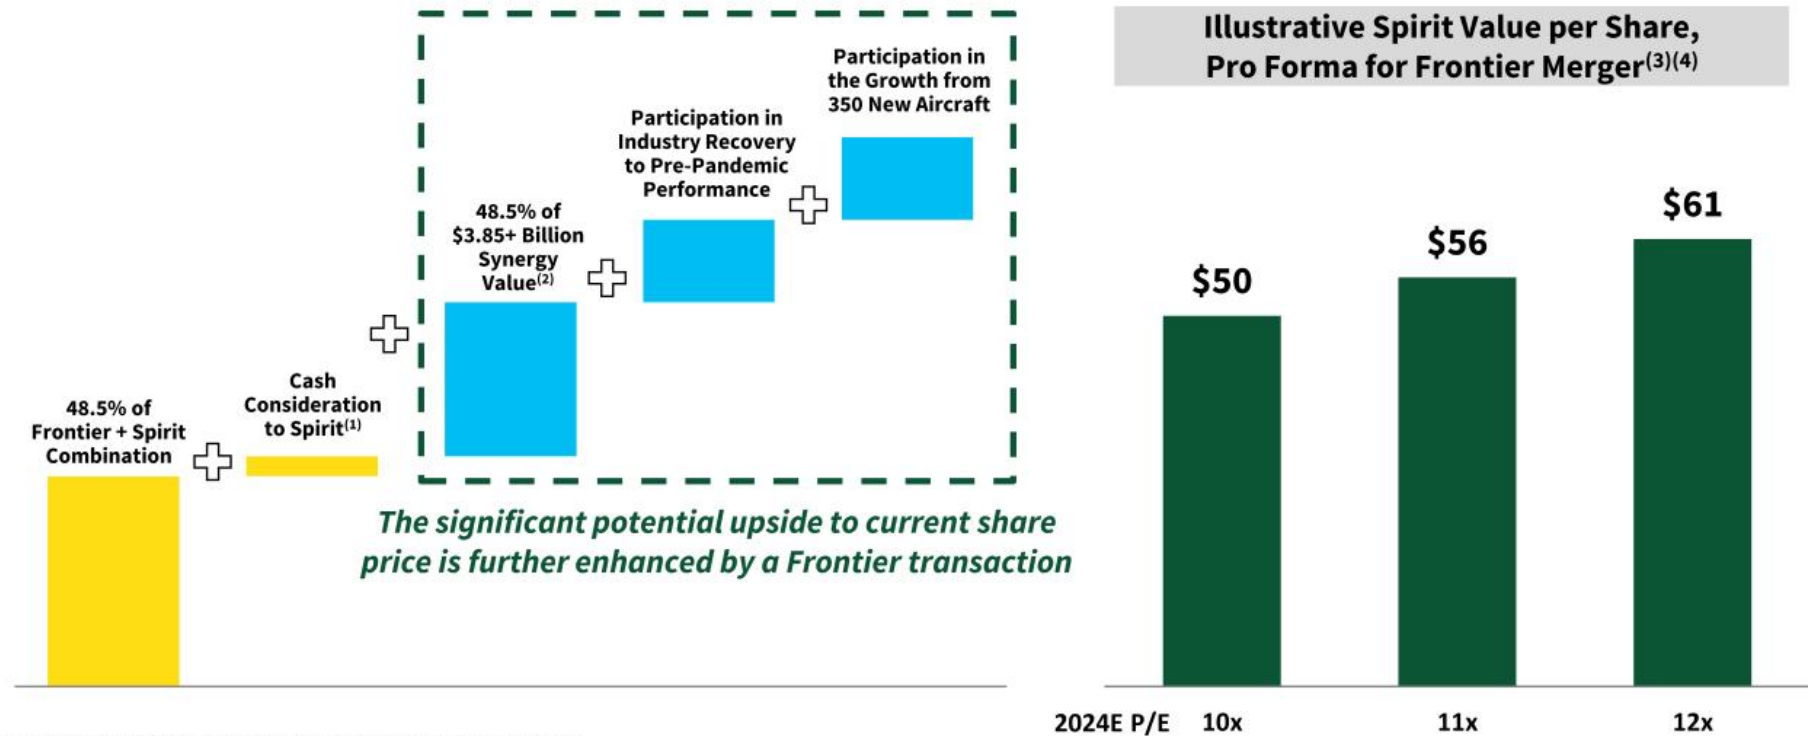 48.5% of
Frontier + Spirit
Combination
Cash
Consideration
to Spirit(1)
48.5% of
$3.85+ Billion
Synergy
Value(2)
Participation in
Industry Recovery
to Pre-Pandemic
Performance
Participation in
the Growth from
350 New Aircraft
The significant potential upside to current share
price is further enhanced by a Frontier transaction
Illustrative Spirit Value per Share,
Pro Forma for Frontier Merger(3)(4)
$50
$56
$61
2024E P/E 10x 11x 12x